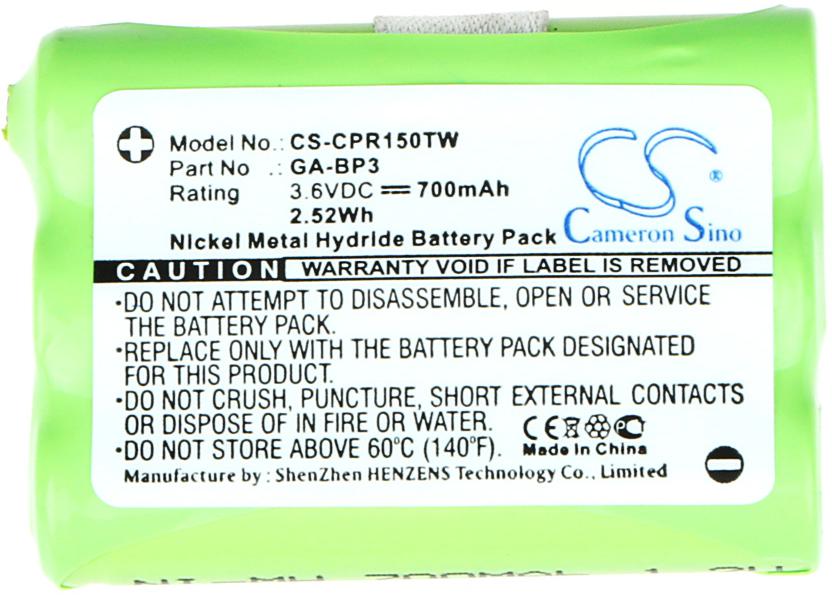 Model No.: CS-CPR150TW
Part No .: GA-BP3
Rating 3.6VDC 700mAh
2.52Wh
Nickel Metal Hydride Battery Pack
CS
®
Cameron Sino
CAUTION WARRANTY VOID IF LABEL IS REMOVED
•DO NOT ATTEMPT TO DISASSEMBLE, OPEN OR SERVICE
THE BATTERY PACK.
•REPLACE ONLY WITH THE BATTERY PACK DESIGNATED
FOR THIS PRODUCT.
•DO NOT CRUSH, PUNCTURE, SHORT EXTERNAL CONTACTS
OR DISPOSE OF IN FIRE OR WATER.
•DO NOT STORE ABOVE 60°C (140°F).
CE
Made In China
Manufacture by : ShenZhen HENZENS Technology Co., Limited